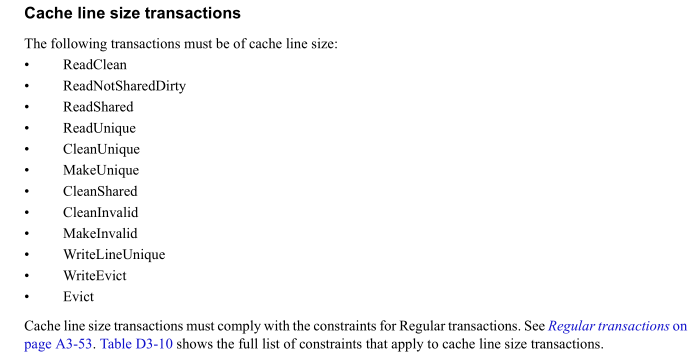 Cache line size transactions
The following transactions must be of cache line size:
• ReadClean
• ReadNotSharedDirty
• ReadShared
• ReadUnique
• CleanUnique
• MakeUnique
• CleanShared
• CleanInvalid
• MakeInvalid
• WriteLineUnique
• WriteEvict
• Evict
Cache line size transactions must comply with the constraints for Regular transactions. See Regular transactions on
page A3-53. Table D3-10 shows the full list of constraints that apply to cache line size transactions.